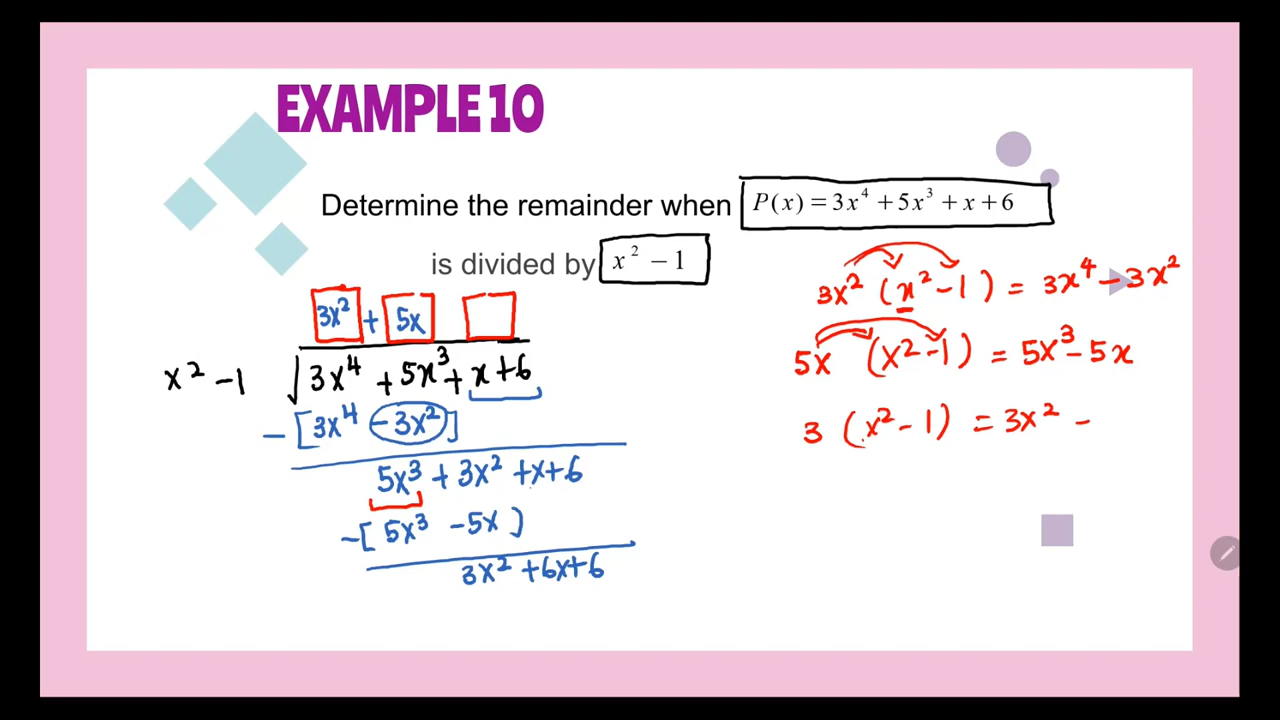 EXAMPLE 10
Determine the remainder when P(x) = 3x⁴ + 5x³ + x + 6
is divided by x² − 1
3x² + 5x
x² − 1 √ 3x⁴ + 5x³ + x + 6
− [3x⁴ − 3x²]
5x³ + 3x² + x + 6
− [5x³ − 5x]
3x² + 6x + 6
3x² (x² − 1) = 3x⁴ − 3x²
5x (x² − 1) = 5x³ − 5x
3 (x² − 1) = 3x² −